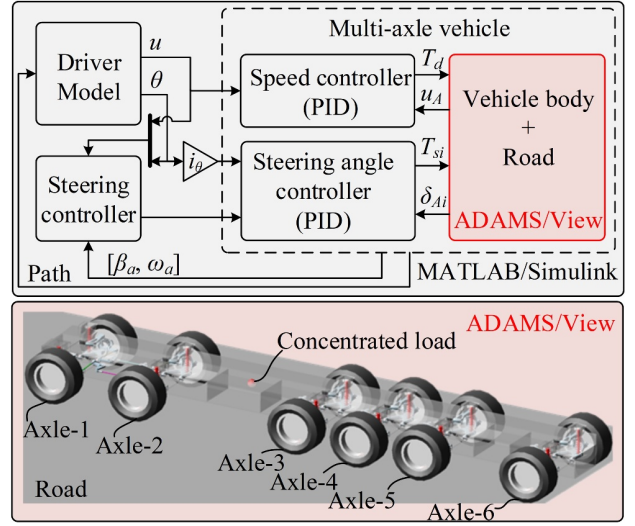 Multi-axle vehicle
Driver
Model
u
θ
Speed controller
(PID)
T_d
u_A
Vehicle body
+
Road
ADAMS/View
Steering
controller
i_θ
Steering angle
controller
(PID)
T_si
δ_Ai
[β_a, ω_a]
Path
MATLAB/Simulink
ADAMS/View
Concentrated load
Axle-1
Axle-2
Axle-3
Axle-4
Axle-5
Axle-6
Road